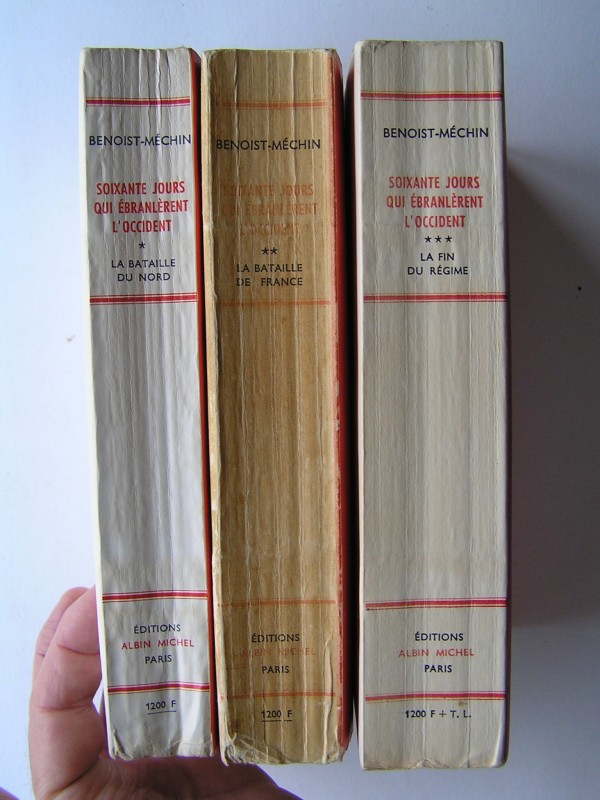 BENOIST-MÉCHIN
SOIXANTE JOURS
QUI ÉBRANLÈRENT
L'OCCIDENT
*
LA BATAILLE
DU NORD
ÉDITIONS
ALBIN MICHEL
PARIS
1200 F
BENOIST-MÉCHIN
SOIXANTE JOURS
QUI ÉBRANLÈRENT
L'OCCIDENT
**
LA BATAILLE
DE FRANCE
ÉDITIONS
ALBIN MICHEL
PARIS
1200 F
BENOIST-MÉCHIN
SOIXANTE JOURS
QUI ÉBRANLÈRENT
L'OCCIDENT
***
LA FIN
DU RÉGIME
ÉDITIONS
ALBIN MICHEL
PARIS
1200 F + T. L.